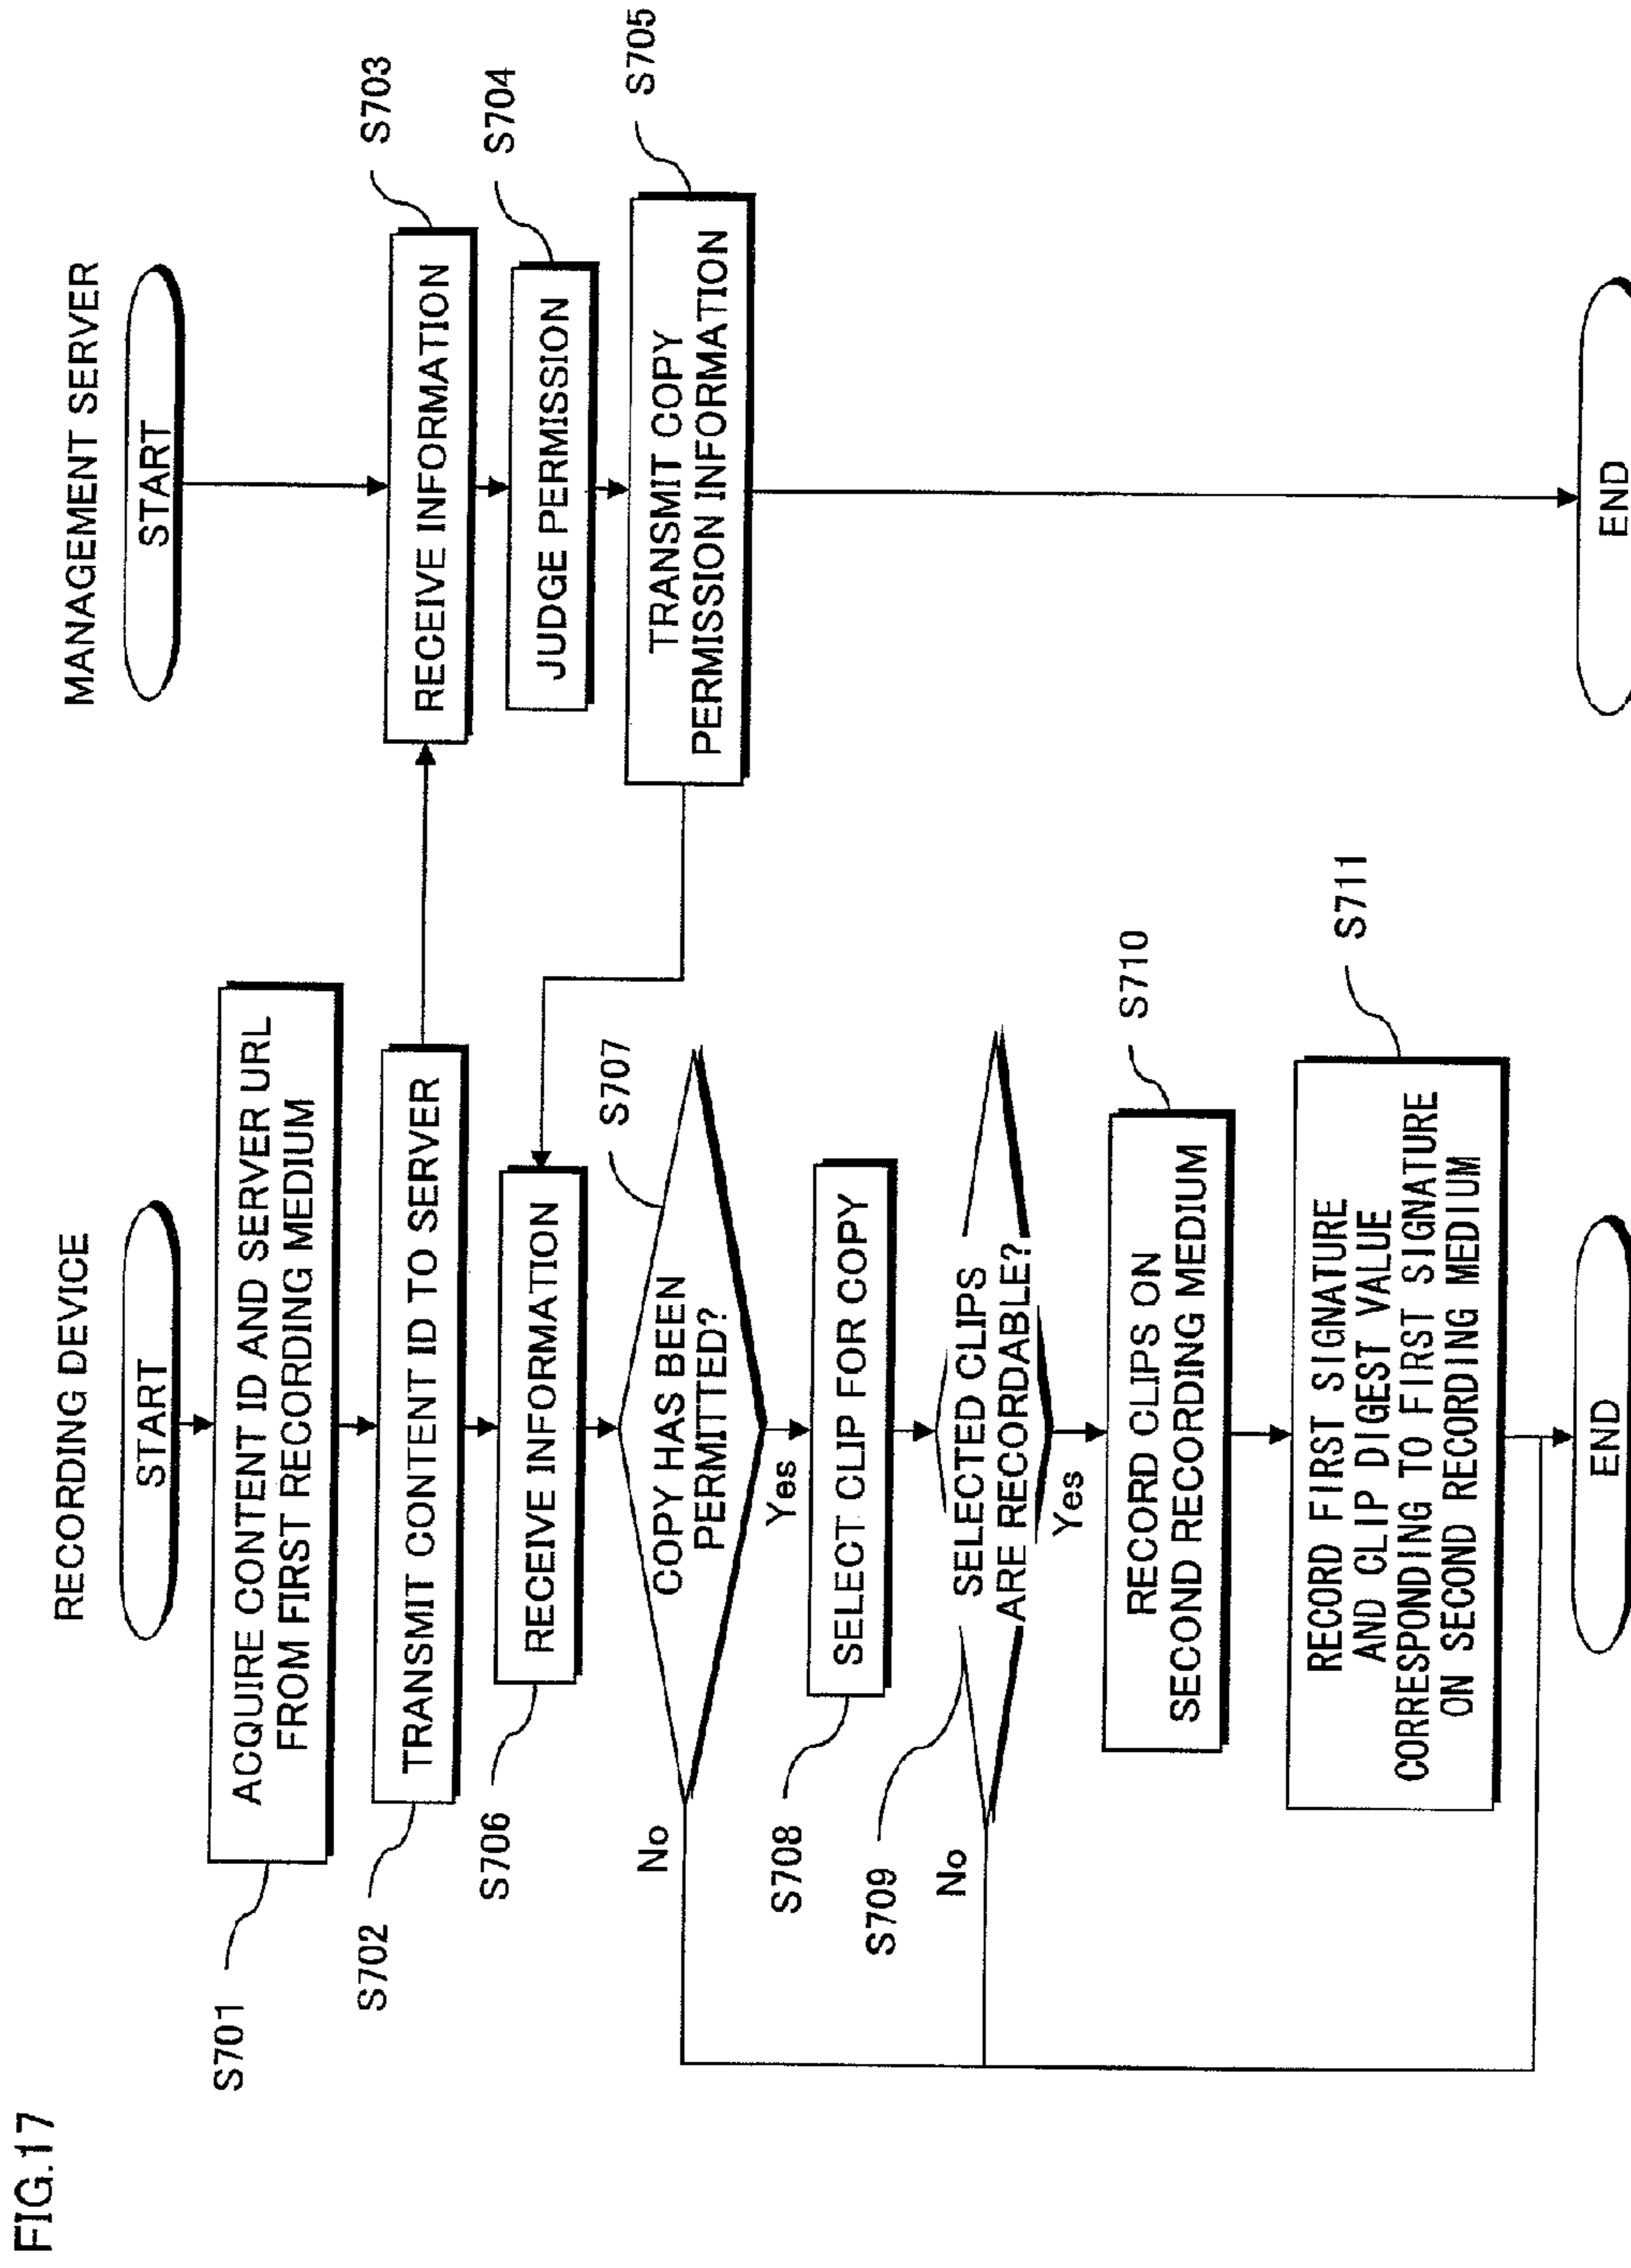 FIG.17
RECORDING DEVICE
MANAGEMENT SERVER
START
START
S701
ACQUIRE CONTENT ID AND SERVER URL
FROM FIRST RECORDING MEDIUM
S702
TRANSMIT CONTENT ID TO SERVER
RECEIVE INFORMATION
S703
JUDGE PERMISSION
S704
TRANSMIT COPY
PERMISSION INFORMATION
S705
S706
RECEIVE INFORMATION
S707
COPY HAS BEEN
PERMITTED?
No
Yes
S708
SELECT CLIP FOR COPY
S709
SELECTED CLIPS
ARE RECORDABLE?
No
Yes
RECORD CLIPS ON
SECOND RECORDING MEDIUM
S710
RECORD FIRST SIGNATURE
AND CLIP DIGEST VALUE
CORRESPONDING TO FIRST SIGNATURE
ON SECOND RECORDING MEDIUM
S711
END
END